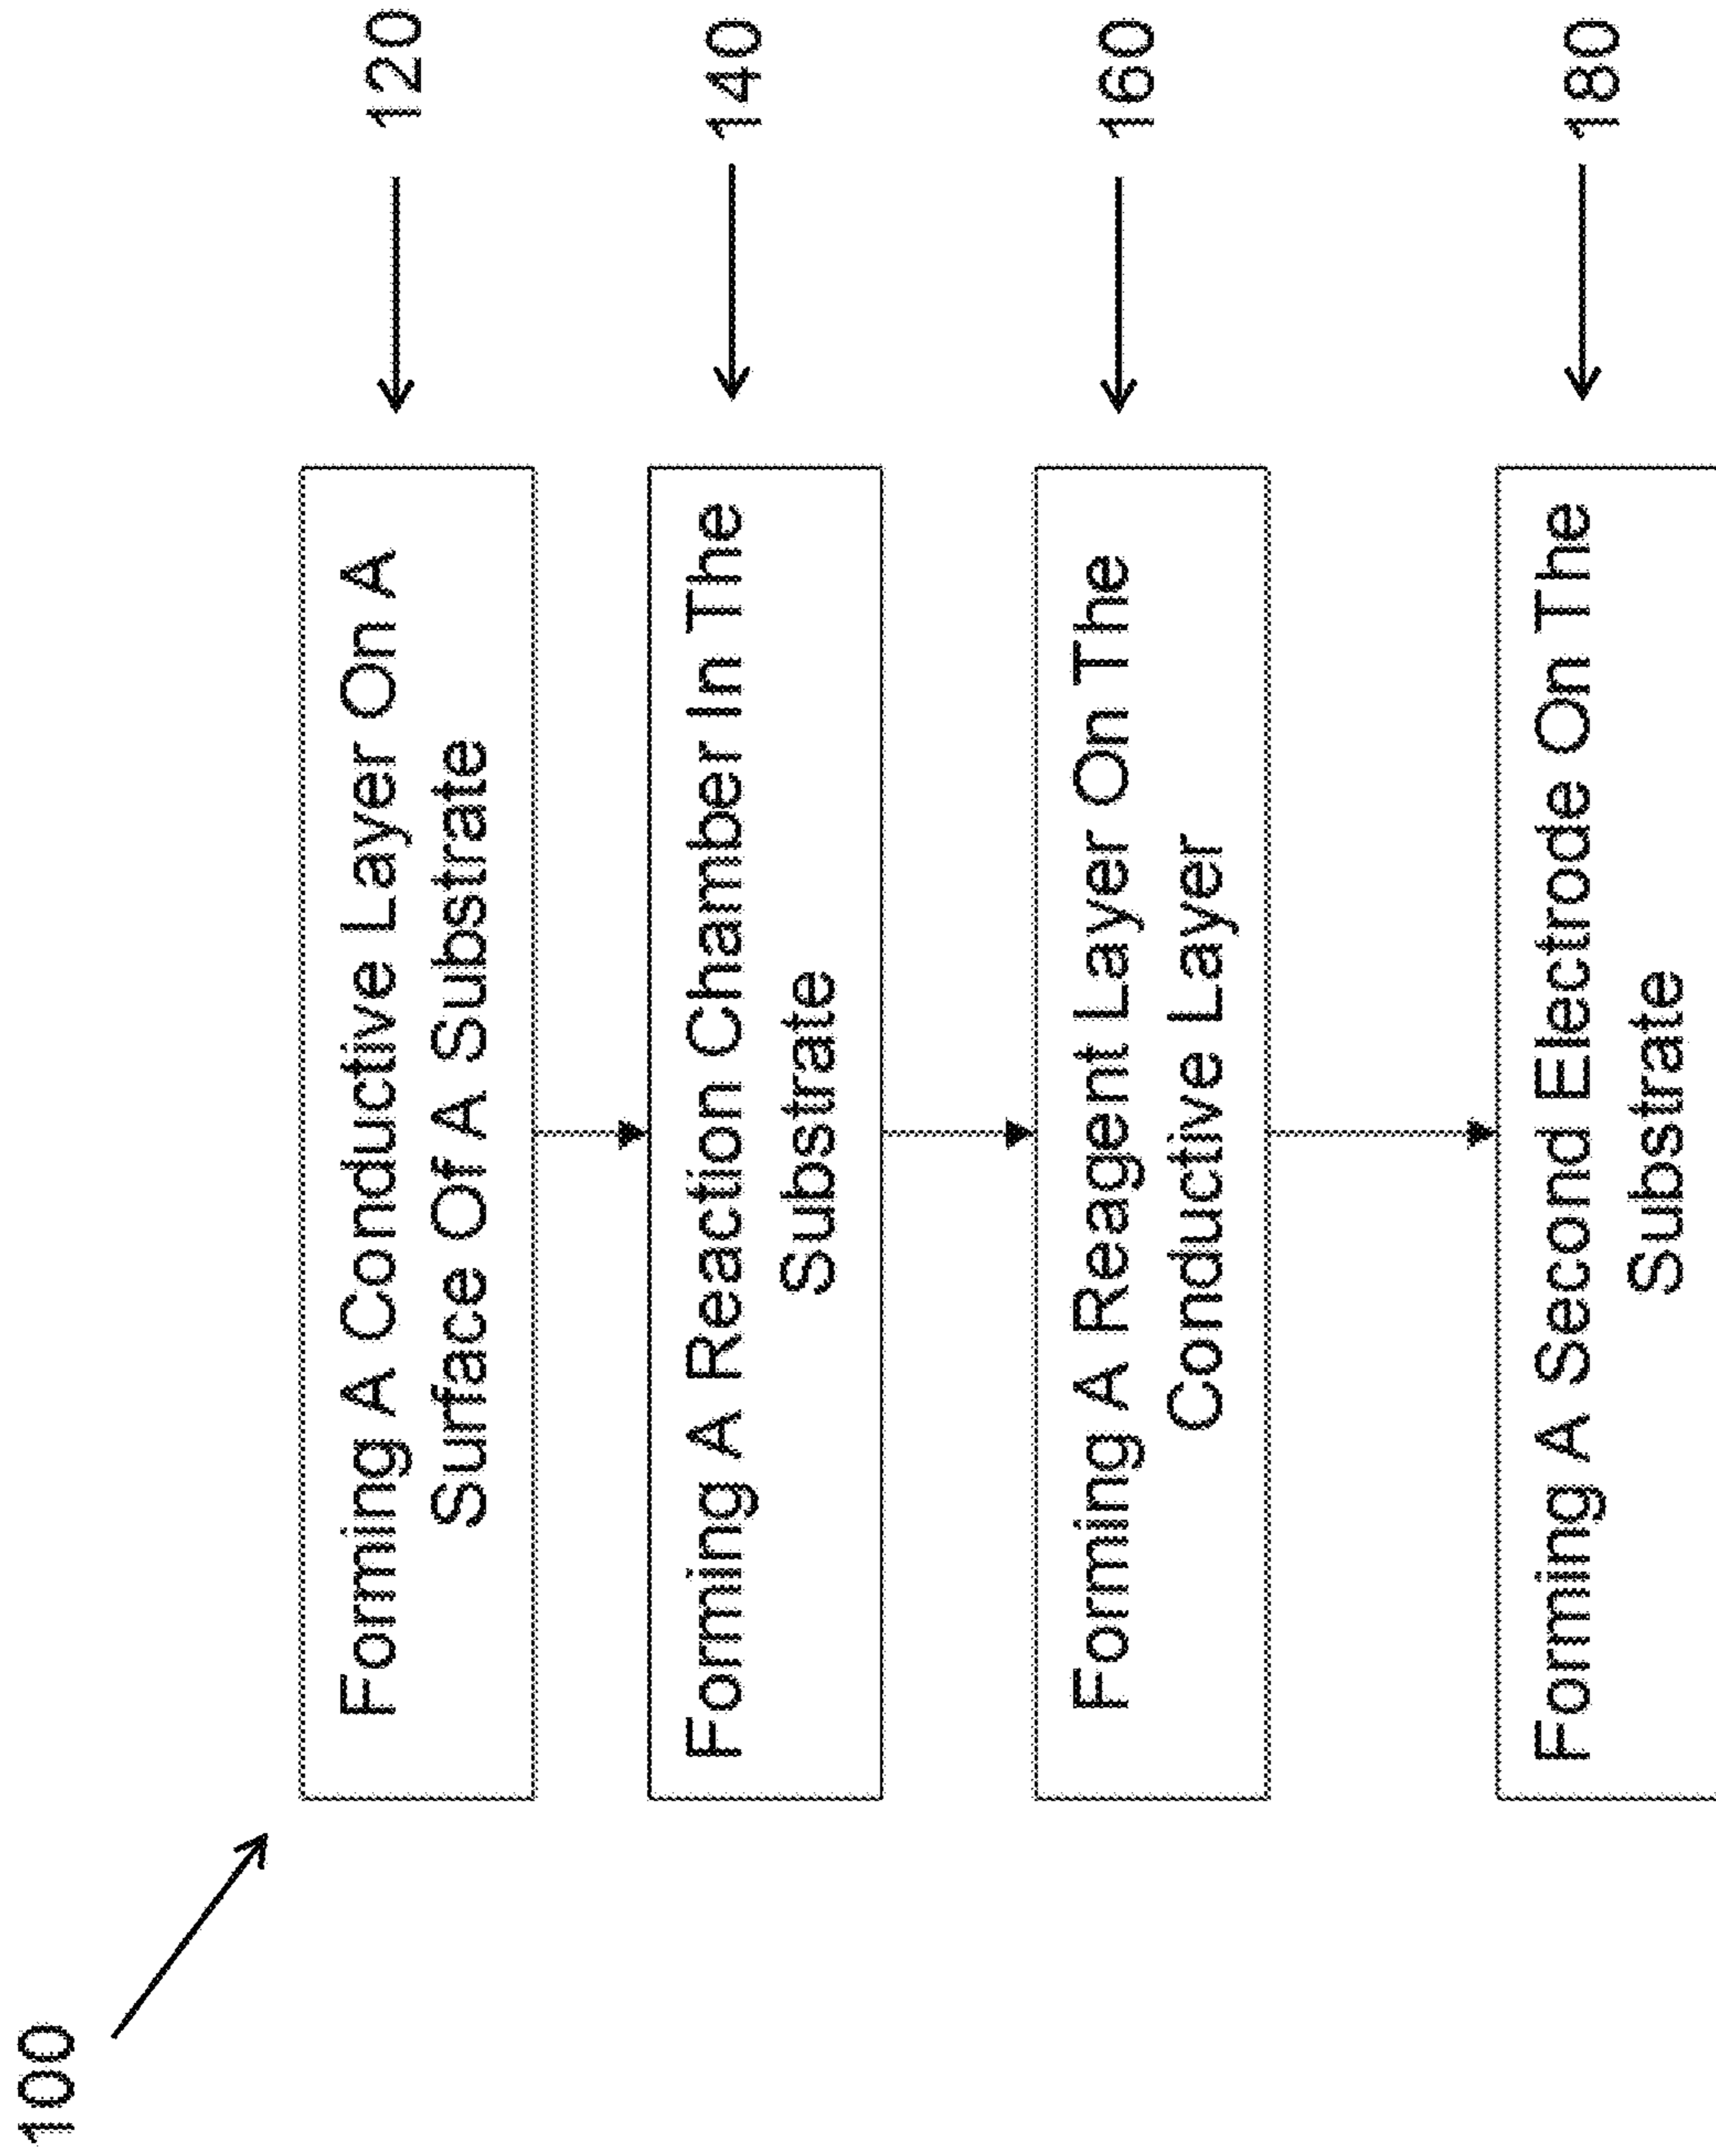 100
Forming A Conductive Layer On A
Surface Of A Substrate
120
Forming A Reaction Chamber In The
Substrate
140
Forming A Reagent Layer On The
Conductive Layer
160
Forming A Second Electrode On The
Substrate
180